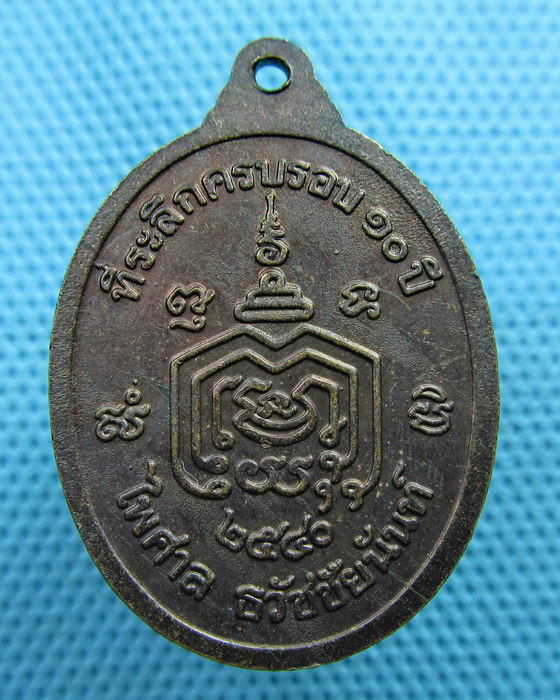 ที่ระลึกครบรอบ ๑๐ ปี
๒๕๔๐
ไพศาล ธวัชชัยนันท์